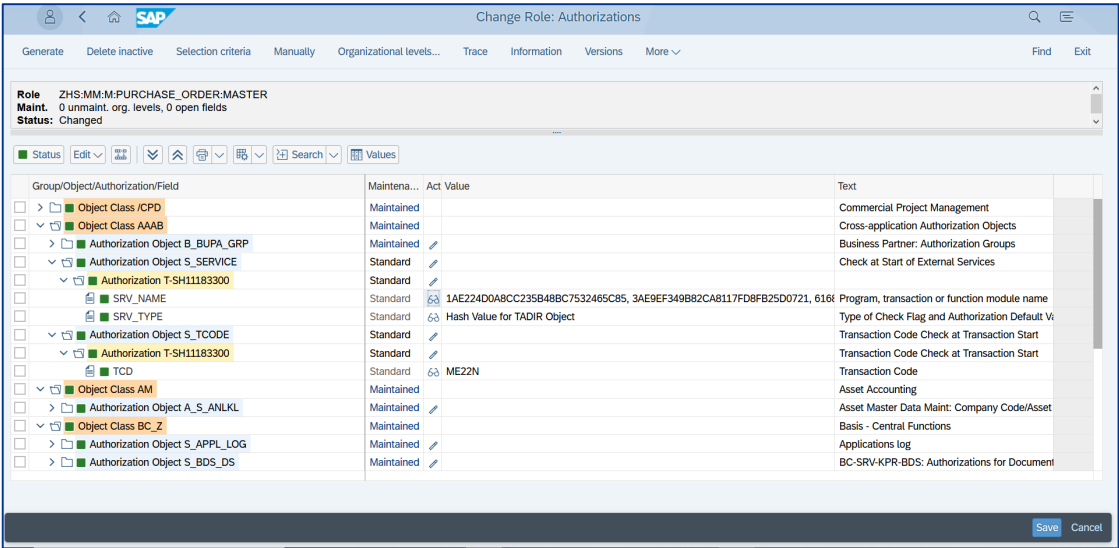 SAP Change Role: Authorizations
Generate Delete inactive Selection criteria Manually Organizational levels... Trace Information Versions More Find Exit
Role ZHS:MM:M:PURCHASE_ORDER:MASTER
Maint. 0 unmaint. org. levels, 0 open fields
Status: Changed
Status Edit Search Values
Group/Object/Authorization/Field Maintena... Act Value Text
Object Class /CPD Maintained Commercial Project Management
Object Class AAAB Maintained Cross-application Authorization Objects
Authorization Object B_BUPA_GRP Maintained Business Partner: Authorization Groups
Authorization Object S_SERVICE Standard Check at Start of External Services
Authorization T-SH11183300 Standard
SRV_NAME Standard 1AE224D0A8CC235B48BC7532465C85, 3AE9EF349B82CA8117FD8FB25D0721, 6168 Program, transaction or function module name
SRV_TYPE Standard Hash Value for TADIR Object Type of Check Flag and Authorization Default Va
Authorization Object S_TCODE Standard Transaction Code Check at Transaction Start
Authorization T-SH11183300 Standard Transaction Code Check at Transaction Start
TCD Standard ME22N Transaction Code
Object Class AM Maintained Asset Accounting
Authorization Object A_S_ANLKL Maintained Asset Master Data Maint: Company Code/Asset
Object Class BC_Z Maintained Basis - Central Functions
Authorization Object S_APPL_LOG Maintained Applications log
Authorization Object S_BDS_DS Maintained BC-SRV-KPR-BDS: Authorizations for Document
Save Cancel